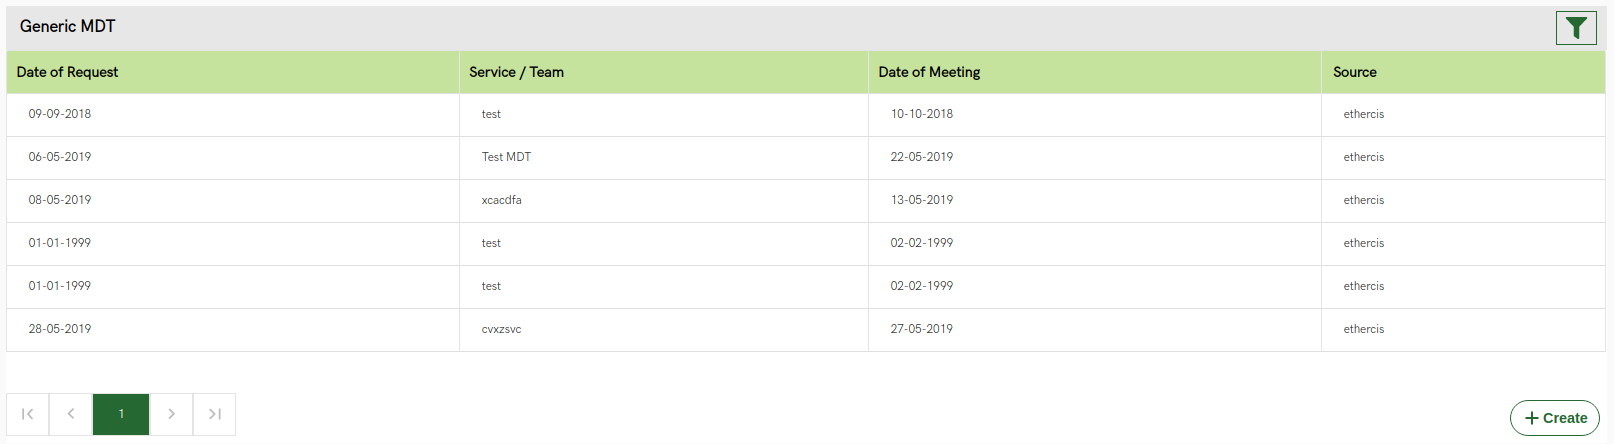 Generic MDT
Date of Request Service / Team Date of Meeting Source
09-09-2018 test 10-10-2018 ethercis
06-05-2019 Test MDT 22-05-2019 ethercis
08-05-2019 xcacdfa 13-05-2019 ethercis
01-01-1999 test 02-02-1999 ethercis
01-01-1999 test 02-02-1999 ethercis
28-05-2019 cvxzsvc 27-05-2019 ethercis
1
Create